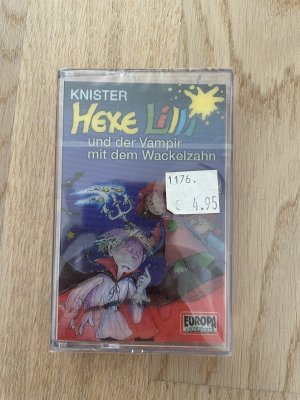 KNISTER
HEXE Lilli
und der Vampir
mit dem Wackelzahn
1176.
€ 4.95
EUROPA